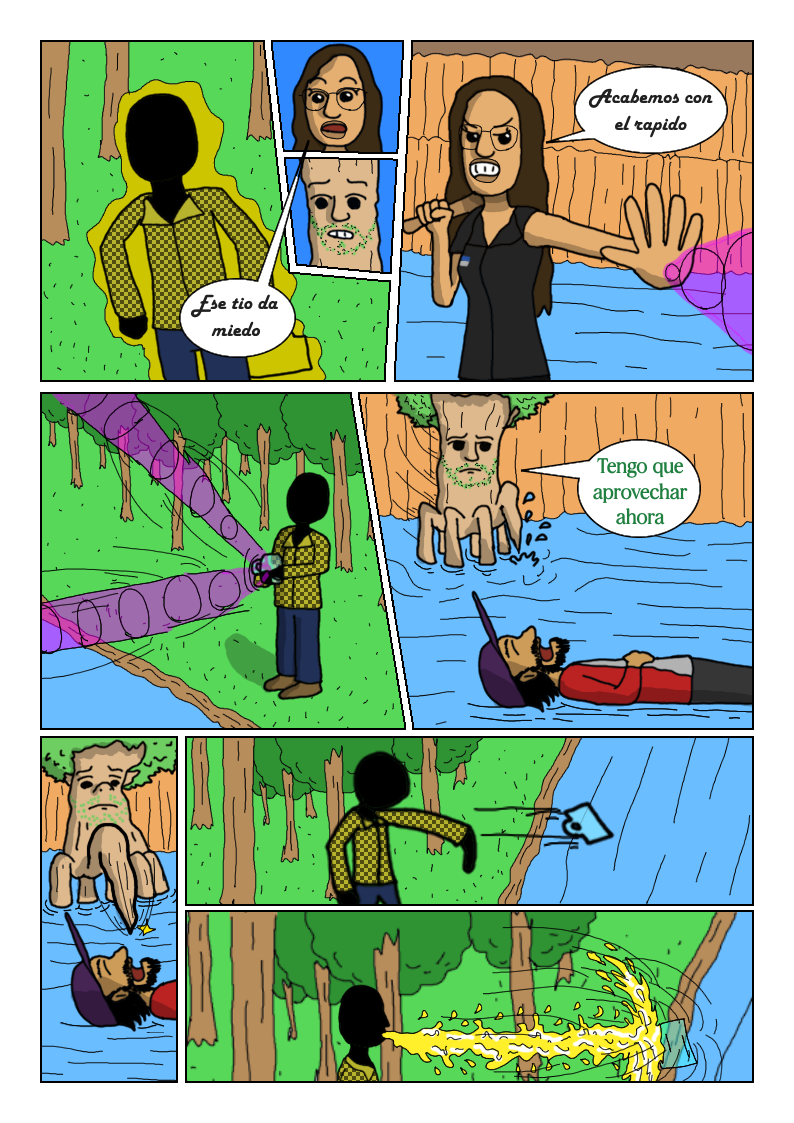 Ese tio da
miedo
Acabemos con
el rapido
Tengo que
aprovechar
ahora